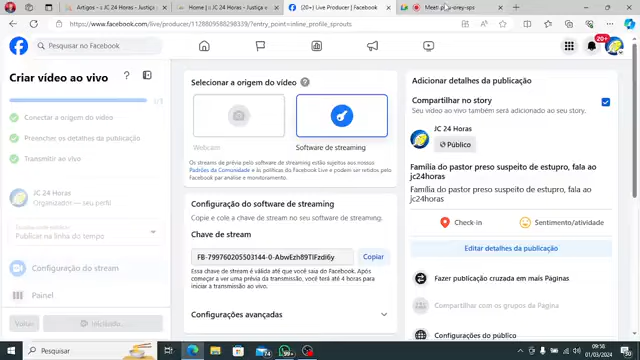 Artigos ‹ JC 24 Horas - Justiça
Home | JC 24 Horas - Justiça
(20+) Live Producer | Facebook
Meet
https://www.facebook.com/live/producer/1128809588298339/?entry_point=inline_profile_sprouts
Pesquisar no Facebook
20+
Criar vídeo ao vivo
Conectar a origem do vídeo
Preencher os detalhes da publicação
Transmitir ao vivo
JC 24 Horas
Organizador — seu perfil
Publicar na linha do tempo
Configuração do stream
Painel
Voltar
Iniciando...
Selecionar a origem do vídeo
Webcam
Software de streaming
Os streams de prévia pelo software de streaming estão sujeitos aos nossos
Padrões da Comunidade e às políticas do Facebook Live e podem ser retidos pelo
Facebook para análise e monitoramento.
Configuração do software de streaming
Copie e cole a chave de stream no seu software de streaming.
Chave de stream
Copiar
Essa chave de stream é válida até que você saia do Facebook. Após
começar a ver uma prévia da transmissão, você terá até 4 horas para
iniciar a transmissão ao vivo.
Configurações avançadas
Adicionar detalhes da publicação
Compartilhar no story
Seu vídeo ao vivo também será adicionado ao seu story.
JC 24 Horas
Público
Família do pastor preso suspeito de estupro, fala ao
jc24horas
Família do pastor preso suspeito de estupro, fala ao
jc24horas
Check-in
Sentimento/atividade
Editar detalhes da publicação
Fazer publicação cruzada em mais Páginas
Compartilhar com os grupos da Página
Configurações do público
Pesquisar
74
99+
09:50
01/03/2024